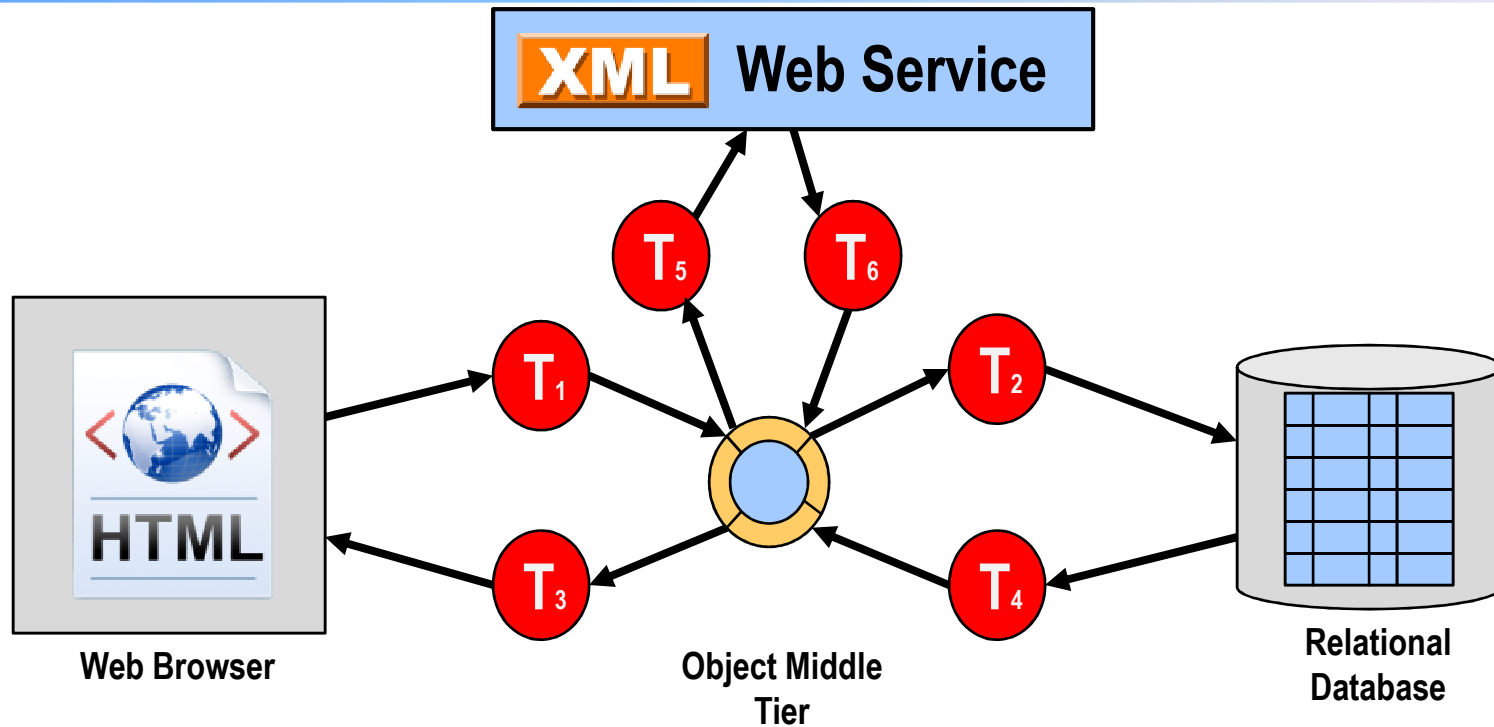 XML Web Service
T5 T6
T1 T2
HTML
T3 T4
Web Browser
Object Middle
Tier
Relational
Database